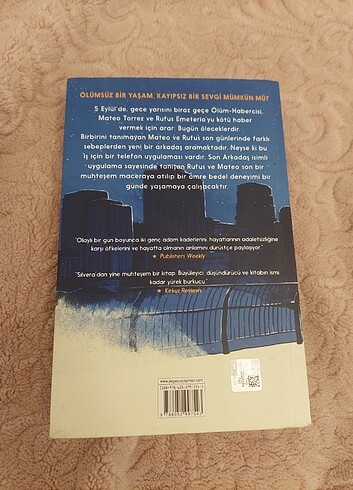 ÖLÜMSÜZ BİR YAŞAM, KAYIPSIZ BİR SEVGİ MÜMKÜN MÜ?
5 Eylül'de, gece yarısını biraz geçe Ölüm-Habercisi,
Mateo Torrez ve Rufus Emeterio'yu kötü haber
vermek için arar: Bugün öleceklerdir.
Birbirini tanımayan Mateo ve Rufus son günlerinde farklı
sebeplerden yeni bir arkadaş aramaktadır. Neyse ki bu
iş için bir telefon uygulaması vardır. Son Arkadaş isimli
uygulama sayesinde tanışan Rufus ve Mateo son bir
muhteşem maceraya atılıp bir ömre bedel deneyimi bir
günde yaşamaya çalışacaktır.
"Olaylı bir gün boyunca iki genç adam kaderlerini, hayatlarının adaletsizliğine
karşı öfkelerini ve hayatta olmanın anlamını dürüstçe paylaşıyor."
★ Publishers Weekly
"Silvera'dan yine muhteşem bir kitap. Büyüleyici, düşündürücü ve kitabın ismi
kadar yürek burkucu."
★ Kirkus Reviews
www.pegasusyayinlari.com